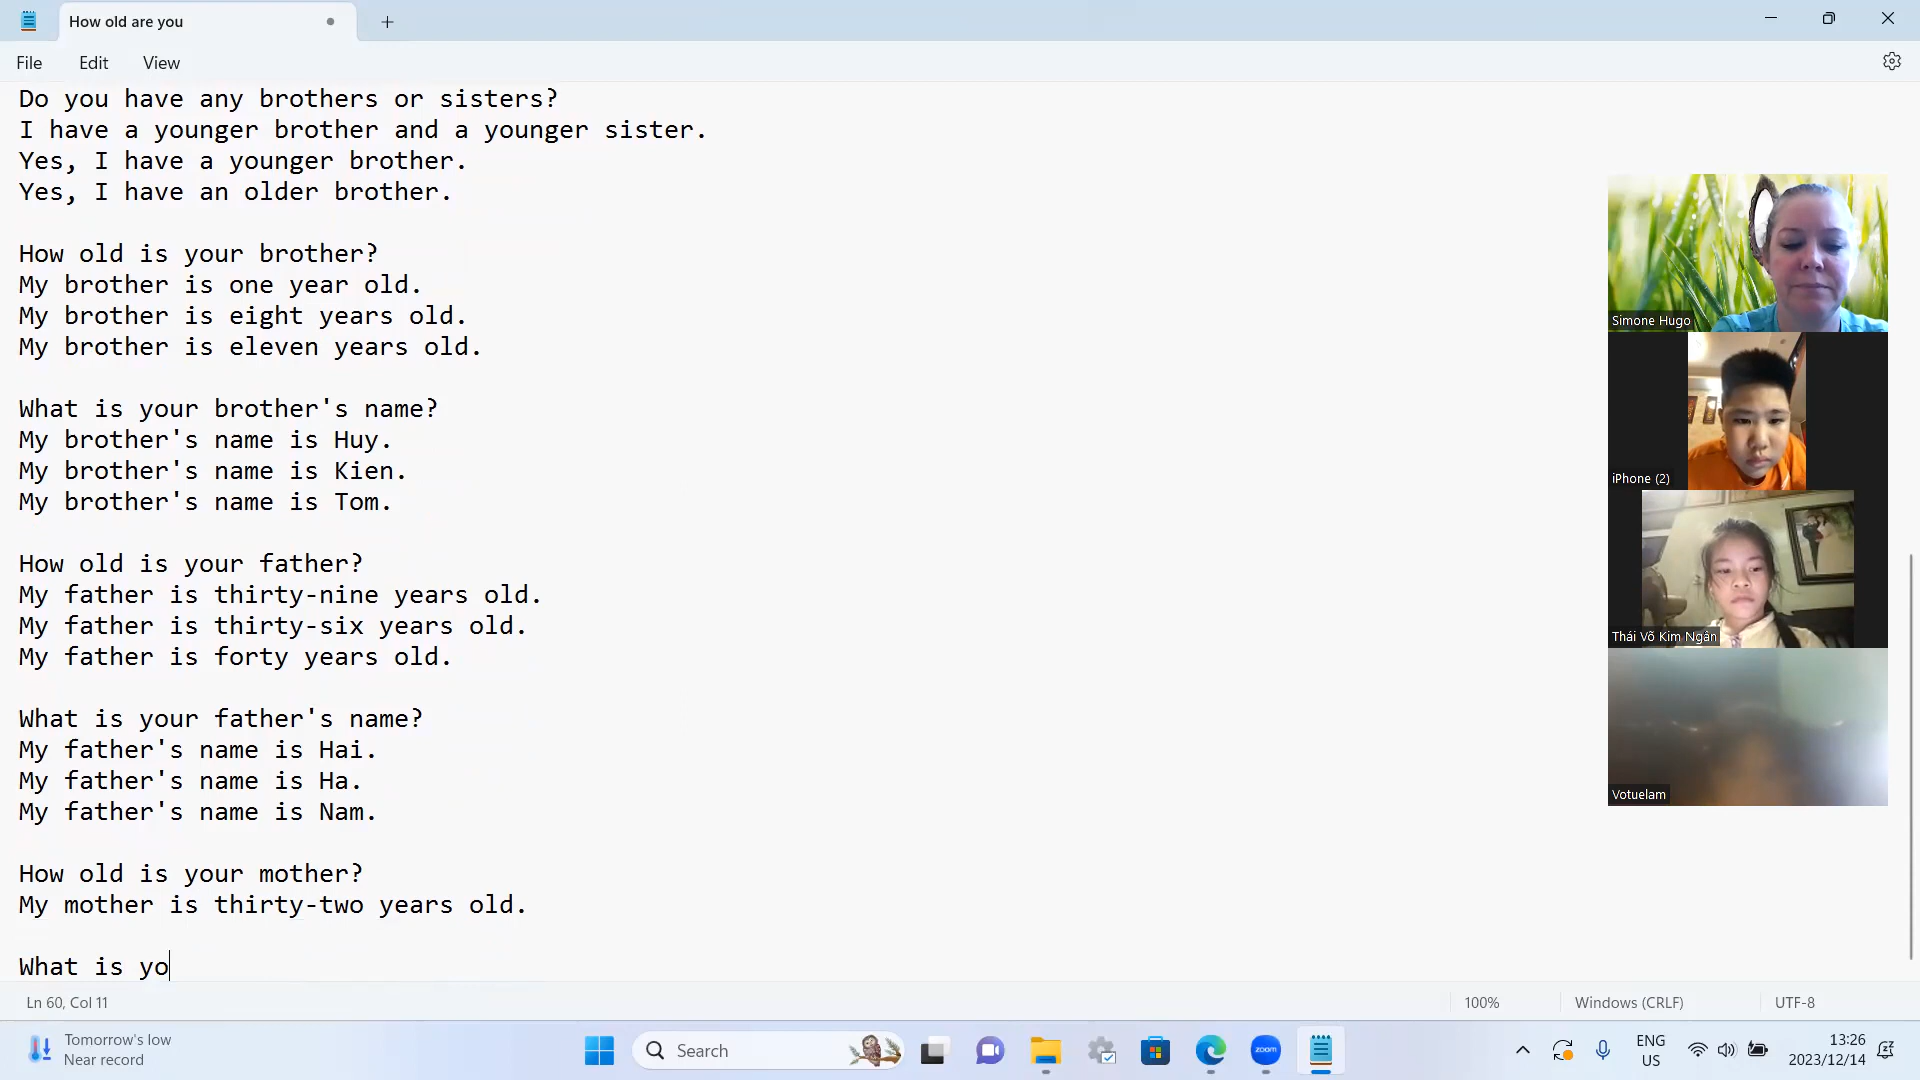 How old are you
File Edit View
Do you have any brothers or sisters?
I have a younger brother and a younger sister.
Yes, I have a younger brother.
Yes, I have an older brother.
How old is your brother?
My brother is one year old.
My brother is eight years old.
My brother is eleven years old.
What is your brother's name?
My brother's name is Huy.
My brother's name is Kien.
My brother's name is Tom.
How old is your father?
My father is thirty-nine years old.
My father is thirty-six years old.
My father is forty years old.
What is your father's name?
My father's name is Hai.
My father's name is Ha.
My father's name is Nam.
How old is your mother?
My mother is thirty-two years old.
What is yo
Simone Hugo
iPhone (2)
Thái Võ Kim Ngân
Votuelam
Ln 60, Col 11
100%
Windows (CRLF)
UTF-8
Tomorrow's low
Near record
Search
zoom
ENG
US
13:26
2023/12/14